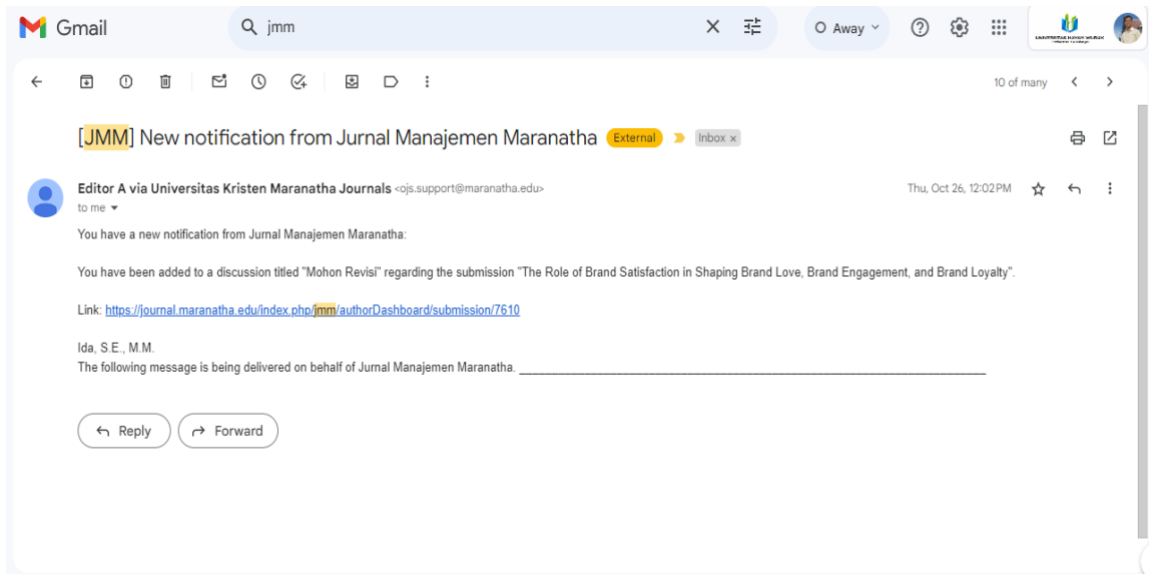 Gmail
jmm
Away
10 of many
[JMM] New notification from Jurnal Manajemen Maranatha External Inbox x
Editor A via Universitas Kristen Maranatha Journals <ojs.support@maranatha.edu>
Thu, Oct 26, 12:02 PM
to me
You have a new notification from Jurnal Manajemen Maranatha:
You have been added to a discussion titled "Mohon Revisi" regarding the submission "The Role of Brand Satisfaction in Shaping Brand Love, Brand Engagement, and Brand Loyalty".
Link: https://journal.maranatha.edu/index.php/jmm/authorDashboard/submission/7610
Ida, S.E., M.M.
The following message is being delivered on behalf of Jurnal Manajemen Maranatha. ____________________________________________________________________
Reply
Forward